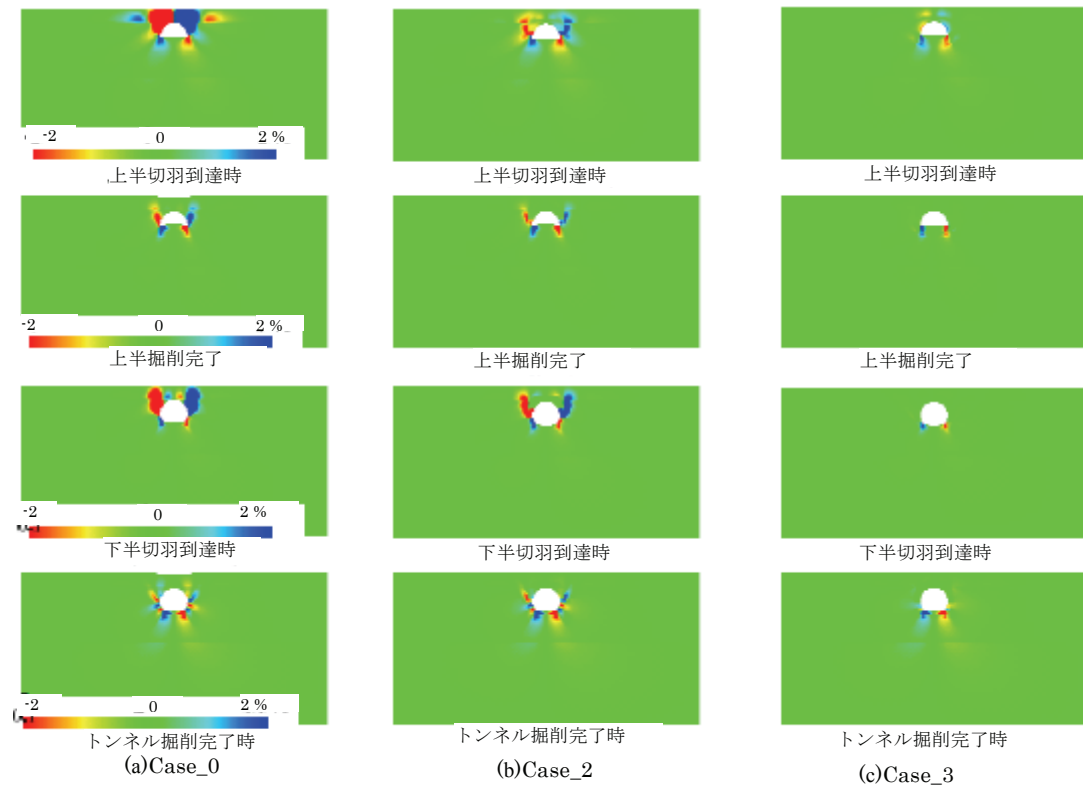 -2 0 2 %
上半切羽到達時 上半切羽到達時 上半切羽到達時
-2 0 2 %
上半掘削完了 上半掘削完了 上半掘削完了
-2 0 2 %
下半切羽到達時 下半切羽到達時 下半切羽到達時
-2 0 2 %
トンネル掘削完了時 トンネル掘削完了時 トンネル掘削完了時
(a)Case_0 (b)Case_2 (c)Case_3